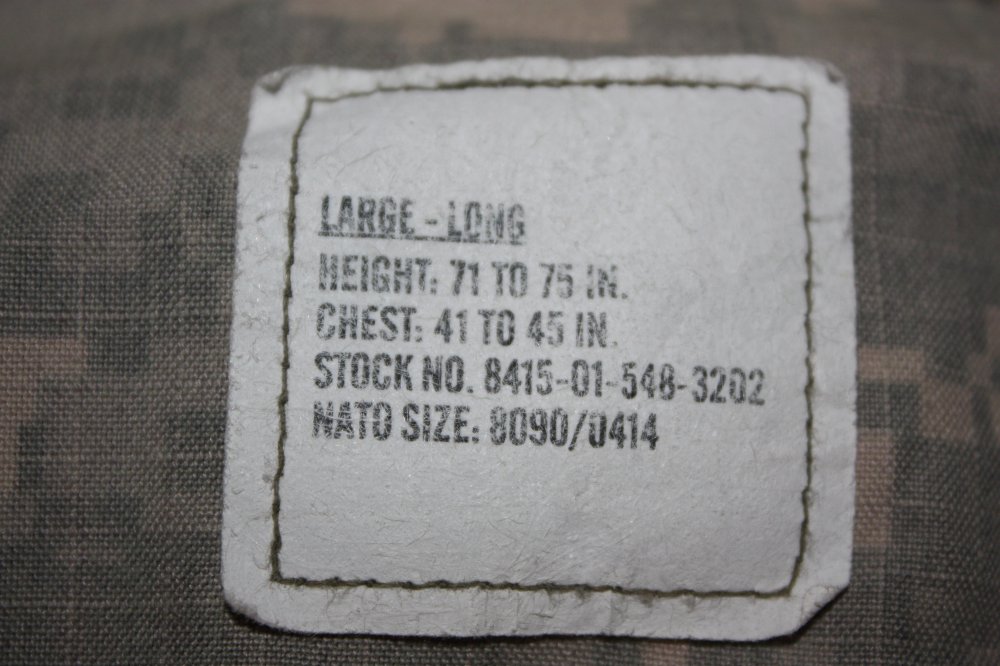 LARGE - LONG
HEIGHT: 71 TO 75 IN.
CHEST: 41 TO 45 IN.
STOCK NO. 8415-01-548-3202
NATO SIZE: 8090/0414